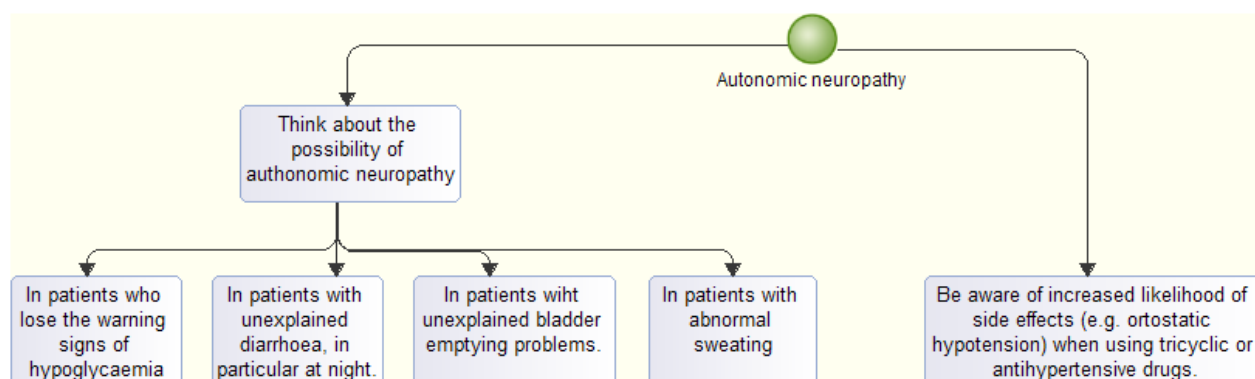 Autonomic neuropathy
Think about the
possibility of
authonomic neuropathy
In patients who
lose the warning
signs of
hypoglycaemia
In patients with
unexplained
diarrhoea, in
particular at night.
In patients wiht
unexplained bladder
emptying problems.
In patients with
abnormal
sweating
Be aware of increased likelihood of
side effects (e.g. ortostatic
hypotension) when using tricyclic or
antihypertensive drugs.